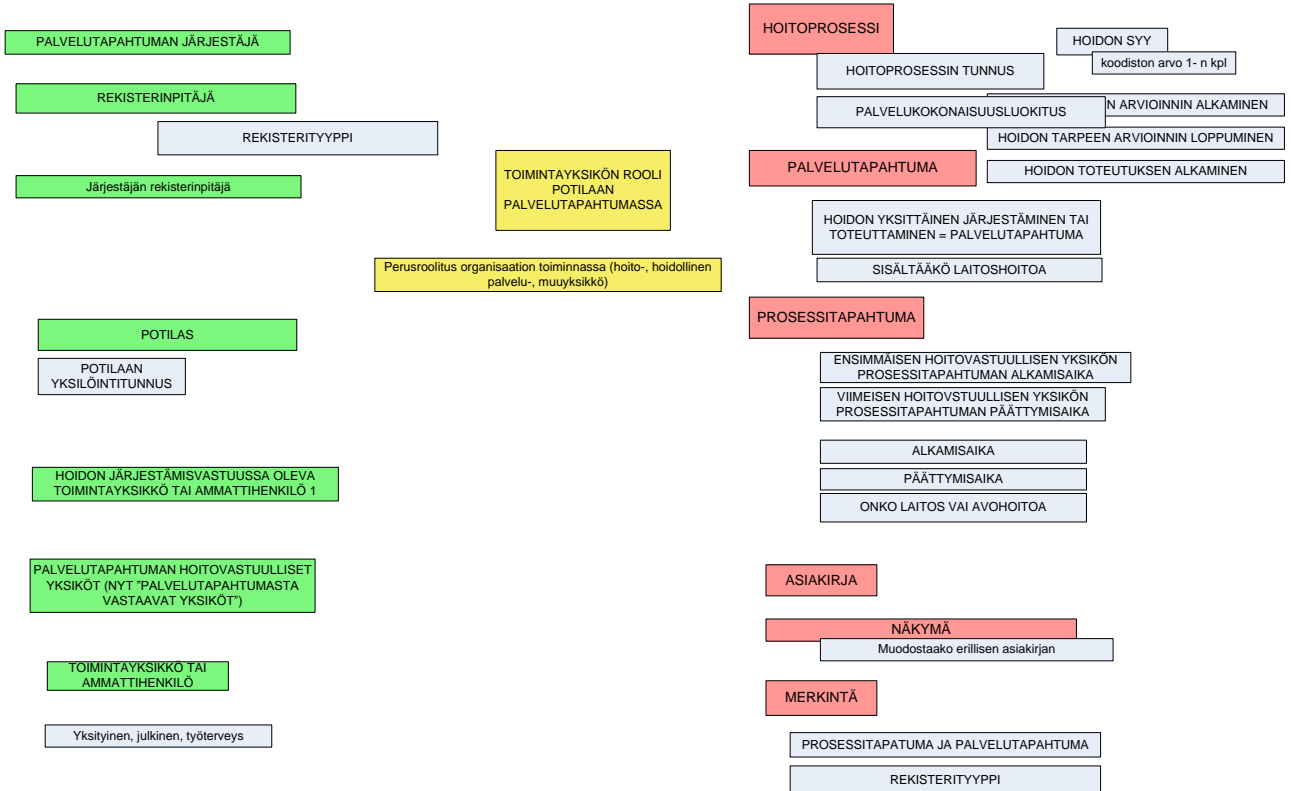 PALVELUTAPAHTUMAN JÄRJESTÄJÄ
REKISTERINPITÄJÄ
REKISTERITYYPPI
Järjestäjän rekisterinpitäjä
POTILAS
POTILAAN
YKSILÖINTITUNNUS
HOIDON JÄRJESTÄMISVASTUUSSA OLEVA
TOIMINTAYKSIKKÖ TAI AMMATTIHENKILÖ 1
PALVELUTAPAHTUMAN HOITOVASTUULLISET
YKSIKÖT (NYT "PALVELUTAPAHTUMASTA
VASTAAVAT YKSIKÖT")
TOIMINTAYKSIKKÖ TAI
AMMATTIHENKILÖ
Yksityinen, julkinen, työterveys
TOIMINTAYKSIKÖN ROOLI
POTILAAN
PALVELUTAPAHTUMASSA
Perusroolitus organisaation toiminnassa (hoito-, hoidollinen
palvelu-, muuyksikkö)
HOITOPROSESSI
HOITOPROSESSIN TUNNUS
HOIDON SYY
koodiston arvo 1- n kpl
PALVELUKOKONAISUUSLUOKITUS
N ARVIOINNIN ALKAMINEN
HOIDON TARPEEN ARVIOINNIN LOPPUMINEN
PALVELUTAPAHTUMA
HOIDON TOTEUTUKSEN ALKAMINEN
HOIDON YKSITTÄINEN JÄRJESTÄMINEN TAI
TOTEUTTAMINEN = PALVELUTAPAHTUMA
SISÄLTÄÄKÖ LAITOSHOITOA
PROSESSITAPAHTUMA
ENSIMMÄISEN HOITOVASTUULLISEN YKSIKÖN
PROSESSITAPAHTUMAN ALKAMISAIKA
VIIMEISEN HOITOVSTUULLISEN YKSIKÖN
PROSESSITAPAHTUMAN PÄÄTTYMISAIKA
ALKAMISAIKA
PÄÄTTYMISAIKA
ONKO LAITOS VAI AVOHOITOA
ASIAKIRJA
NÄKYMÄ
Muodostaako erillisen asiakirjan
MERKINTÄ
PROSESSITAPATUMA JA PALVELUTAPAHTUMA
REKISTERITYYPPI